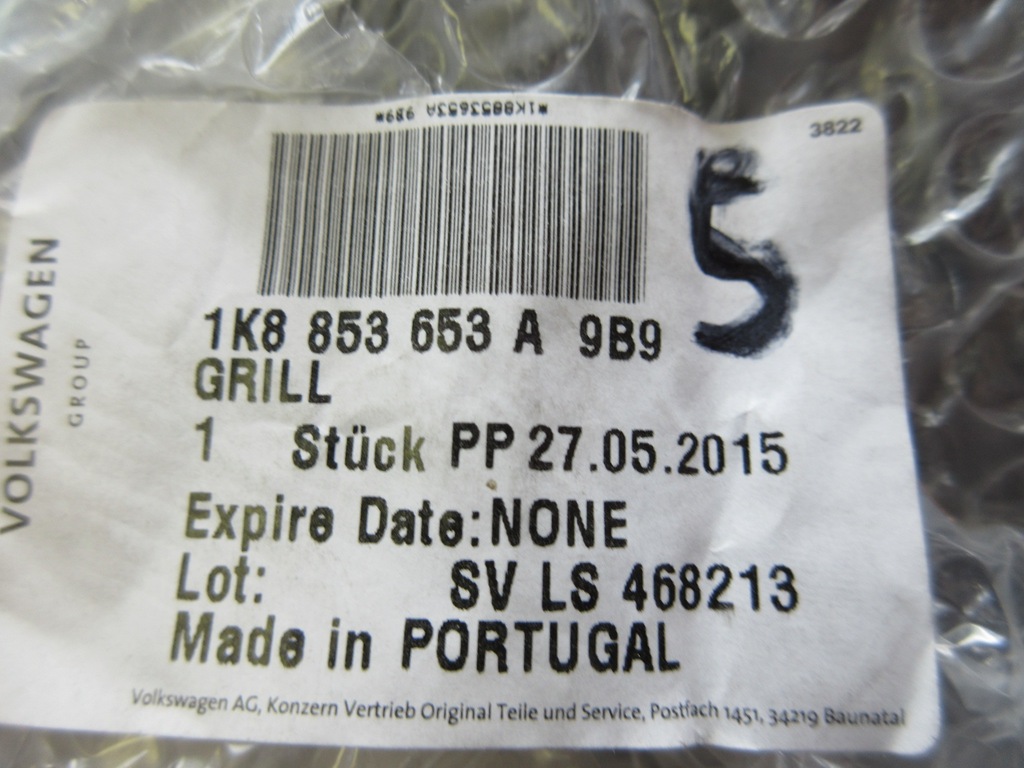 *1K8853653A 9B9*
3822
5
VOLKSWAGEN
GROUP
1K8 853 653 A 9B9
GRILL
1 Stück PP 27.05.2015
Expire Date:NONE
Lot: SV LS 468213
Made in PORTUGAL
Volkswagen AG, Konzern Vertrieb Original Teile und Service, Postfach 1451, 34219 Baunatal